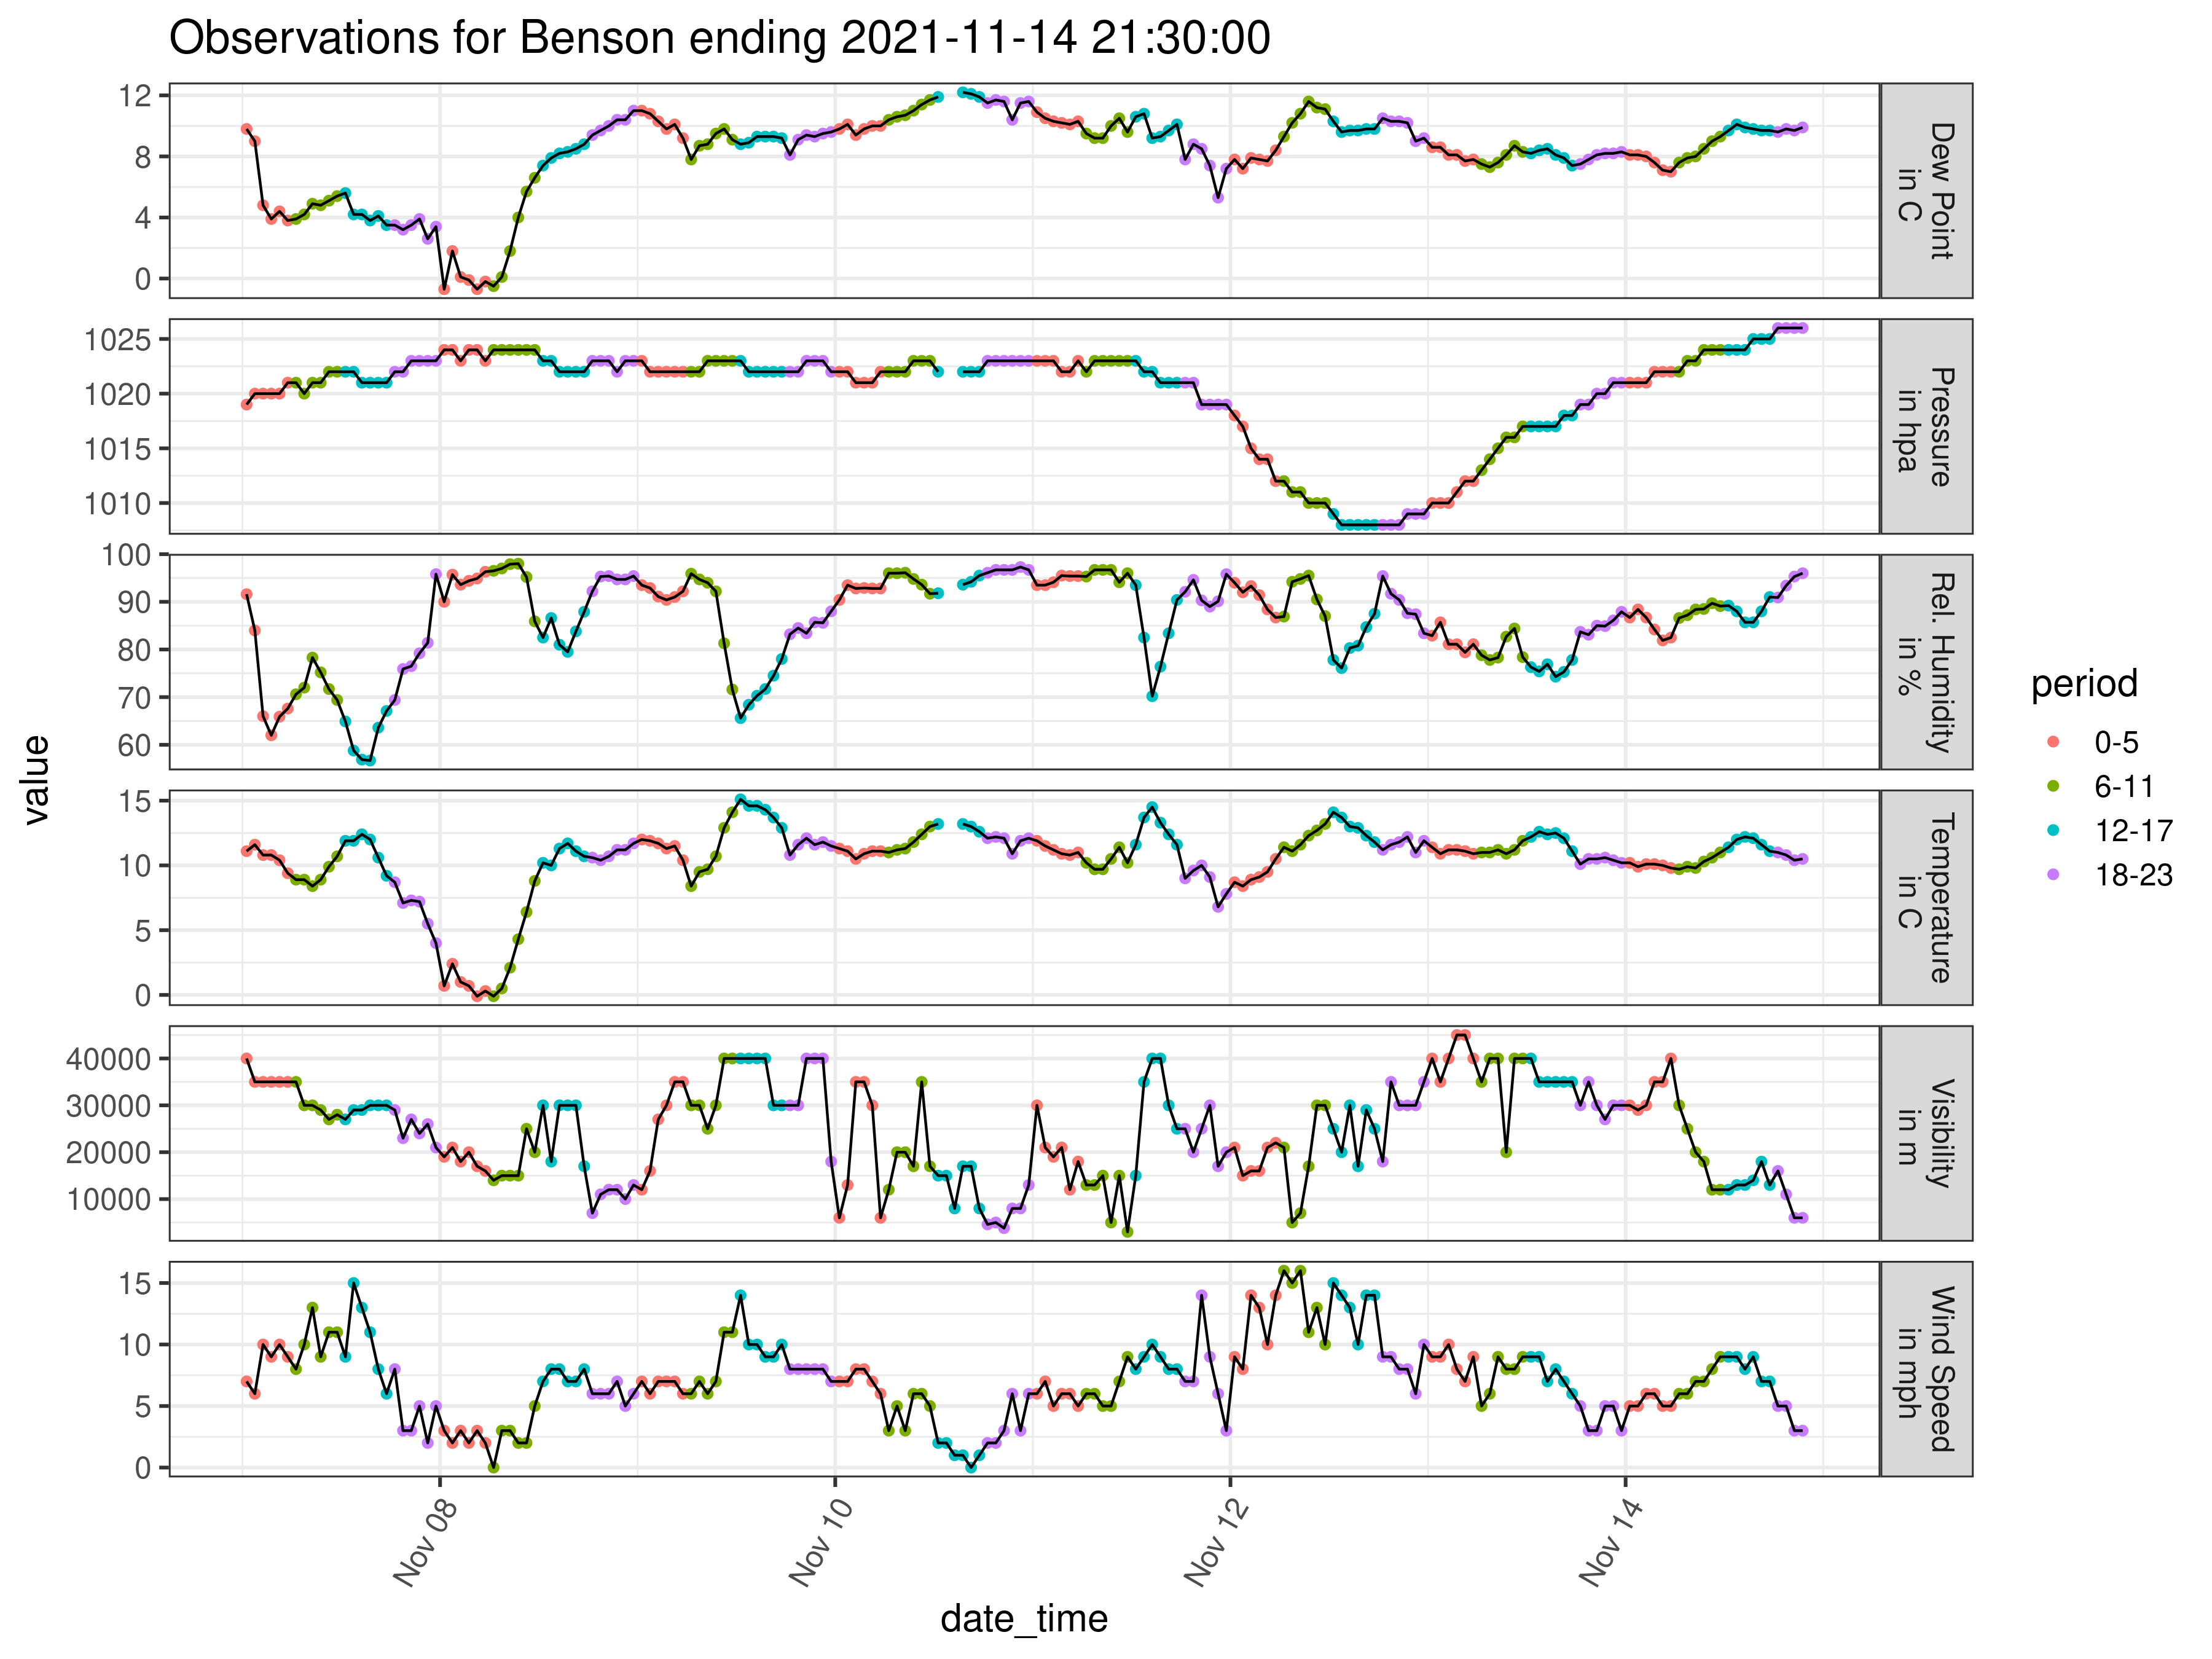 Observations for Benson ending 2021-11-14 21:30:00
12
8
4
0
Dew Point
in C
1025
1020
1015
1010
Pressure
in hpa
100
90
80
70
60
Rel. Humidity
in %
15
10
5
0
Temperature
in C
40000
30000
20000
10000
Visibility
in m
15
10
5
0
Wind Speed
in mph
value
Nov 08
Nov 10
Nov 12
Nov 14
date_time
period
0-5
6-11
12-17
18-23